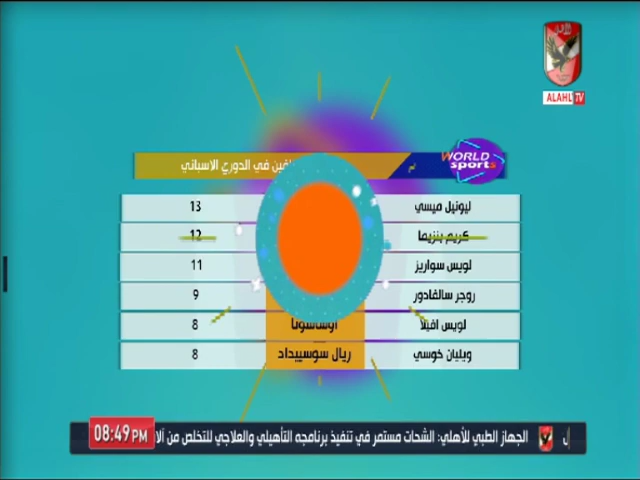 ALAHLY TV
WORLD sports
في الدوري الاسباني
ليونيل ميسي 13
كريم بنزيما 12
لويس سواريز 11
روجر سالفادور 9
لويس افيلا اوساسونا 8
ويليان خوسي ريال سوسييداد 8
الجهاز الطبي للأهلي: الشحات مستمر في تنفيذ برنامجه التأهيلي والعلاجي للتخلص من آلا
08:49 PM